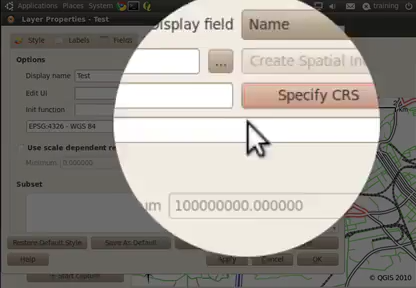 Applications Places System
training
Layer Properties - Test
Style Labels Fields
Display field Name
Options
Display name Test
... Create Spatial In
Edit UI
Specify CRS
Init function
EPSG:4326 - WGS 84
Use scale dependent re
Minimum 0.000000
um 100000000.000000
Subset
Restore Default Style Save As Default
Help Apply Cancel OK
Start capture
© QGIS 2010